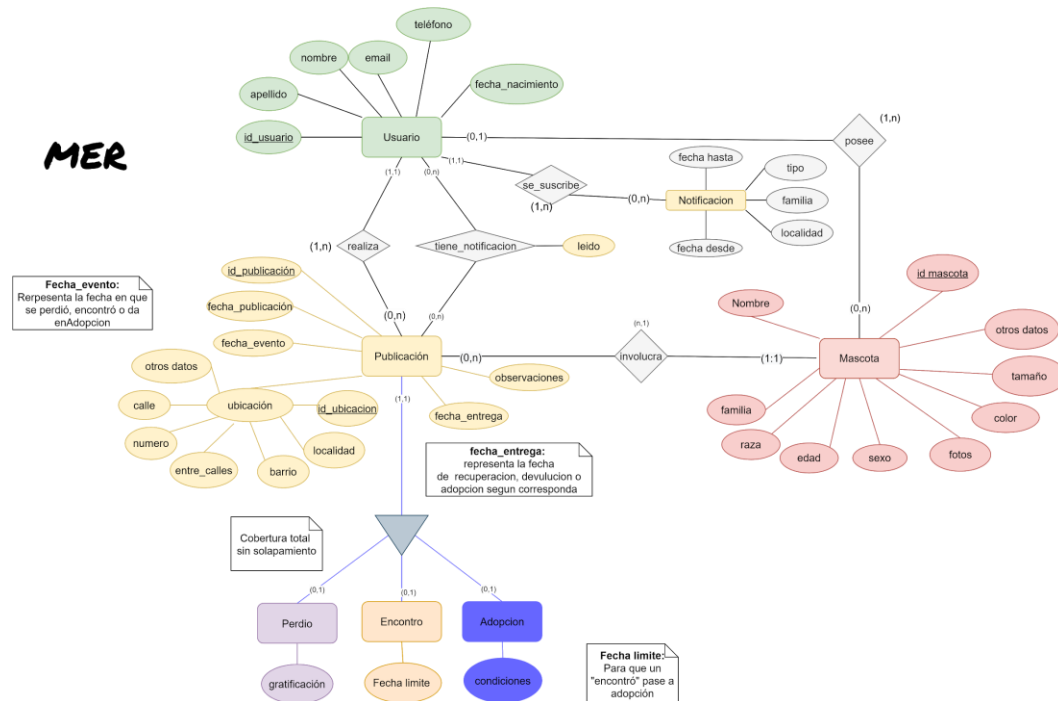 teléfono
nombre
email
fecha_nacimiento
apellido
id_usuario
Usuario
(0,1)
(1,n)
posee
MER
(1,1)
(0,n)
(1,1)
se_suscribe
(1,n)
(0,n)
fecha hasta
tipo
Notificacion
familia
localidad
fecha desde
(1,n)
realiza
tiene_notificacion
leido
Fecha_evento:
Rerpesenta la fecha en que
se perdió, encontró o da
enAdopcion
id_publicación
fecha_publicación
fecha_evento
(0,n)
(0,n)
Publicación
(0,n)
(n,1)
involucra
(1:1)
(0,n)
Mascota
Nombre
id mascota
otros datos
tamaño
color
fotos
sexo
edad
raza
familia
observaciones
fecha_entrega
(1,1)
otros datos
calle
ubicación
id_ubicacion
numero
localidad
entre_calles
barrio
fecha_entrega:
representa la fecha
de recuperacion, devulucion o
adopcion segun corresponda
Cobertura total
sin solapamiento
(0,1)
(0,1)
(0,1)
Perdio
Encontro
Adopcion
gratificación
Fecha limite
condiciones
Fecha limite:
Para que un
"encontró" pase a
adopción